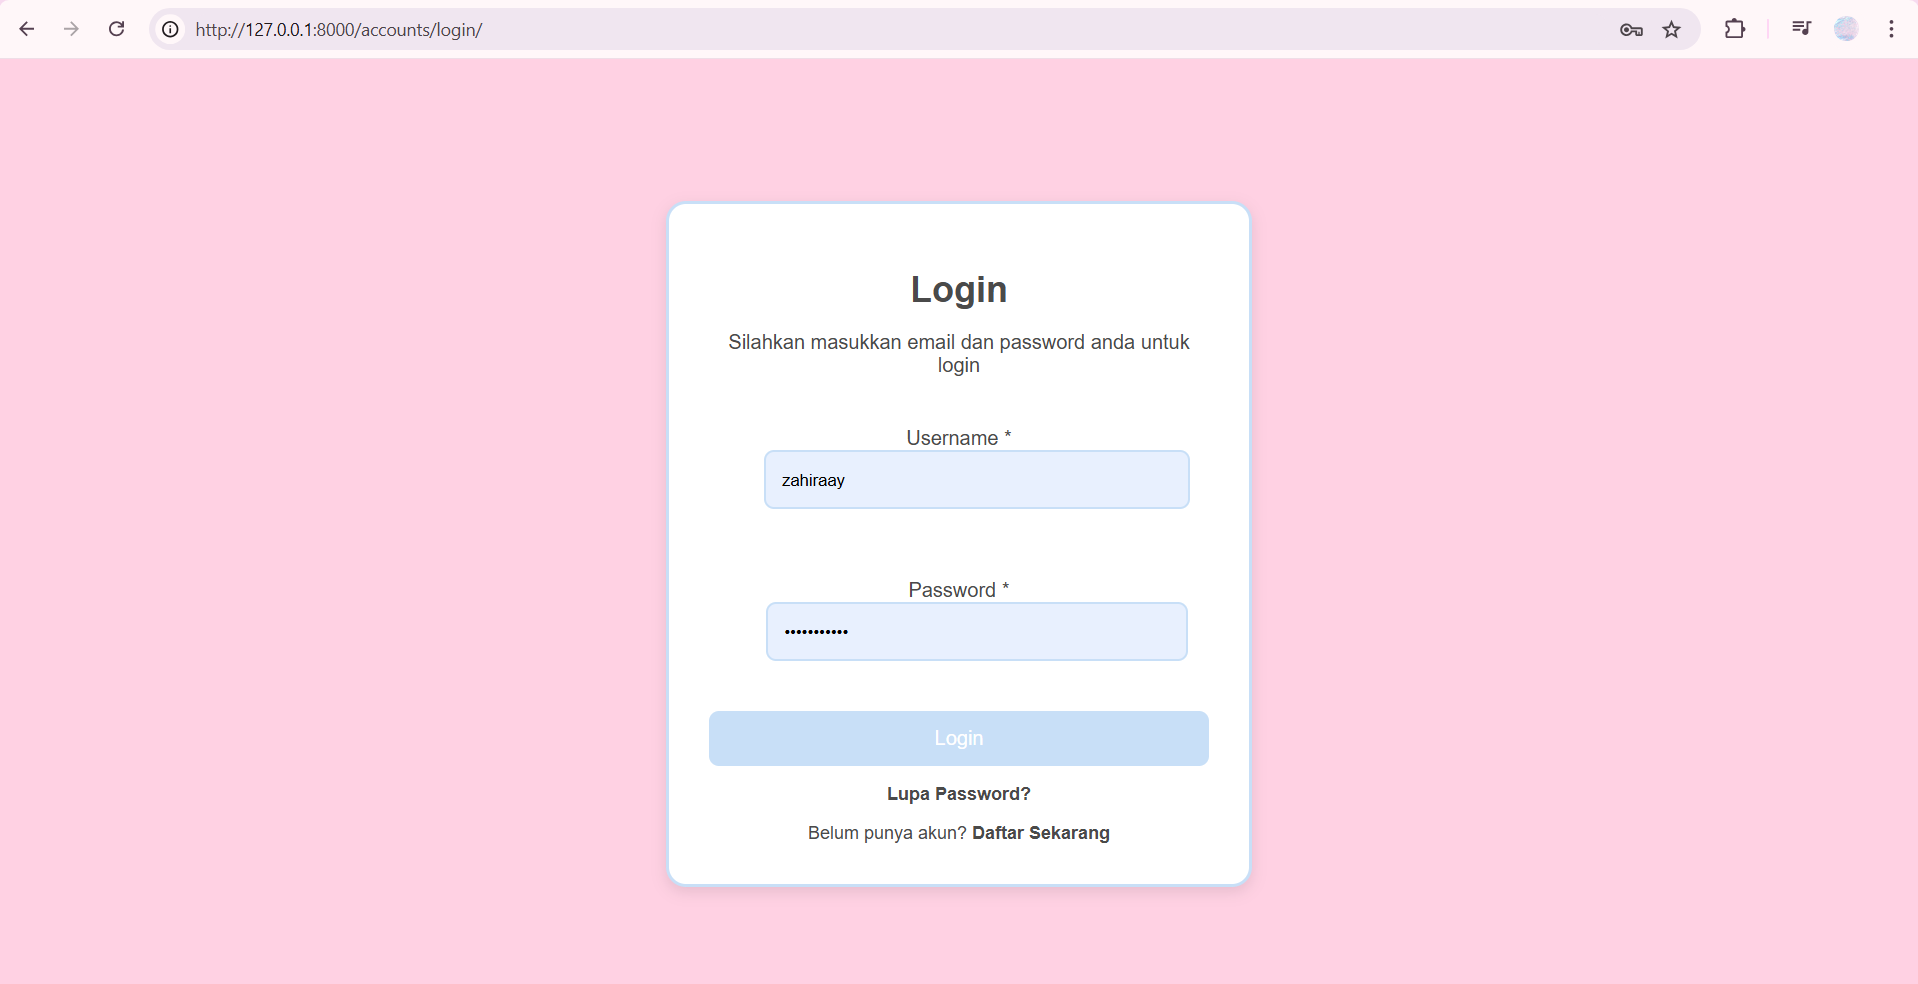 http://127.0.0.1:8000/accounts/login/
Login
Silahkan masukkan email dan password anda untuk
login
Username *
zahiraay
Password *
•••••••••••
Login
Lupa Password?
Belum punya akun? Daftar Sekarang